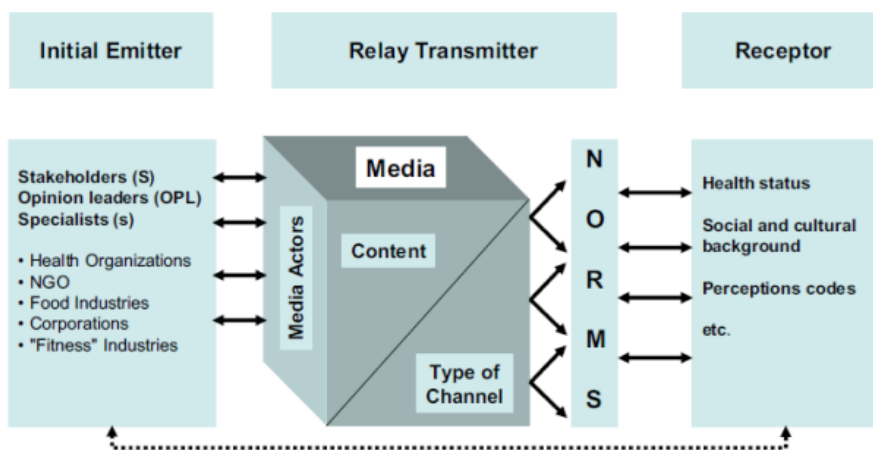 Initial Emitter
Relay Transmitter
Receptor
Stakeholders (S)
Opinion leaders (OPL)
Specialists (s)
• Health Organizations
• NGO
• Food Industries
• Corporations
• "Fitness" Industries
Media
Media Actors
Content
Type of
Channel
N
O
R
M
S
Health status
Social and cultural
background
Perceptions codes
etc.